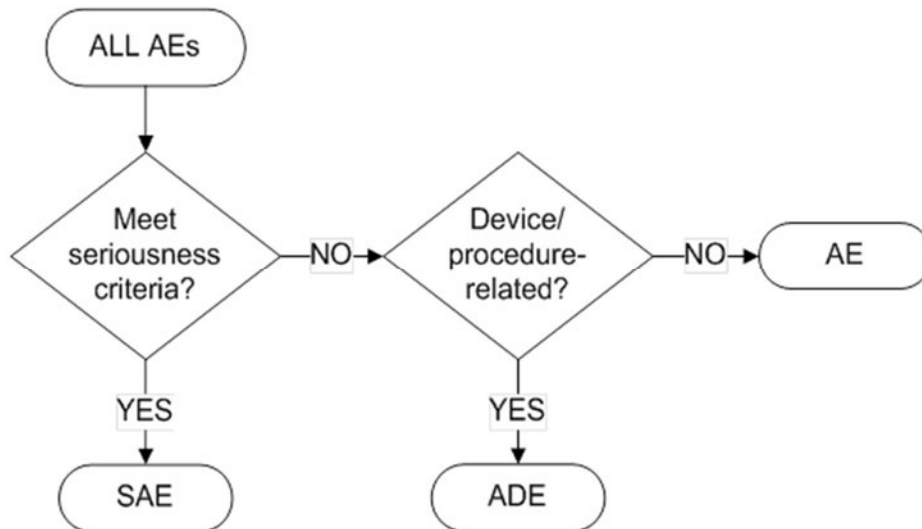 ALL AEs
Meet
seriousness
criteria?
NO
Device/
procedure-
related?
NO
AE
YES
YES
SAE
ADE